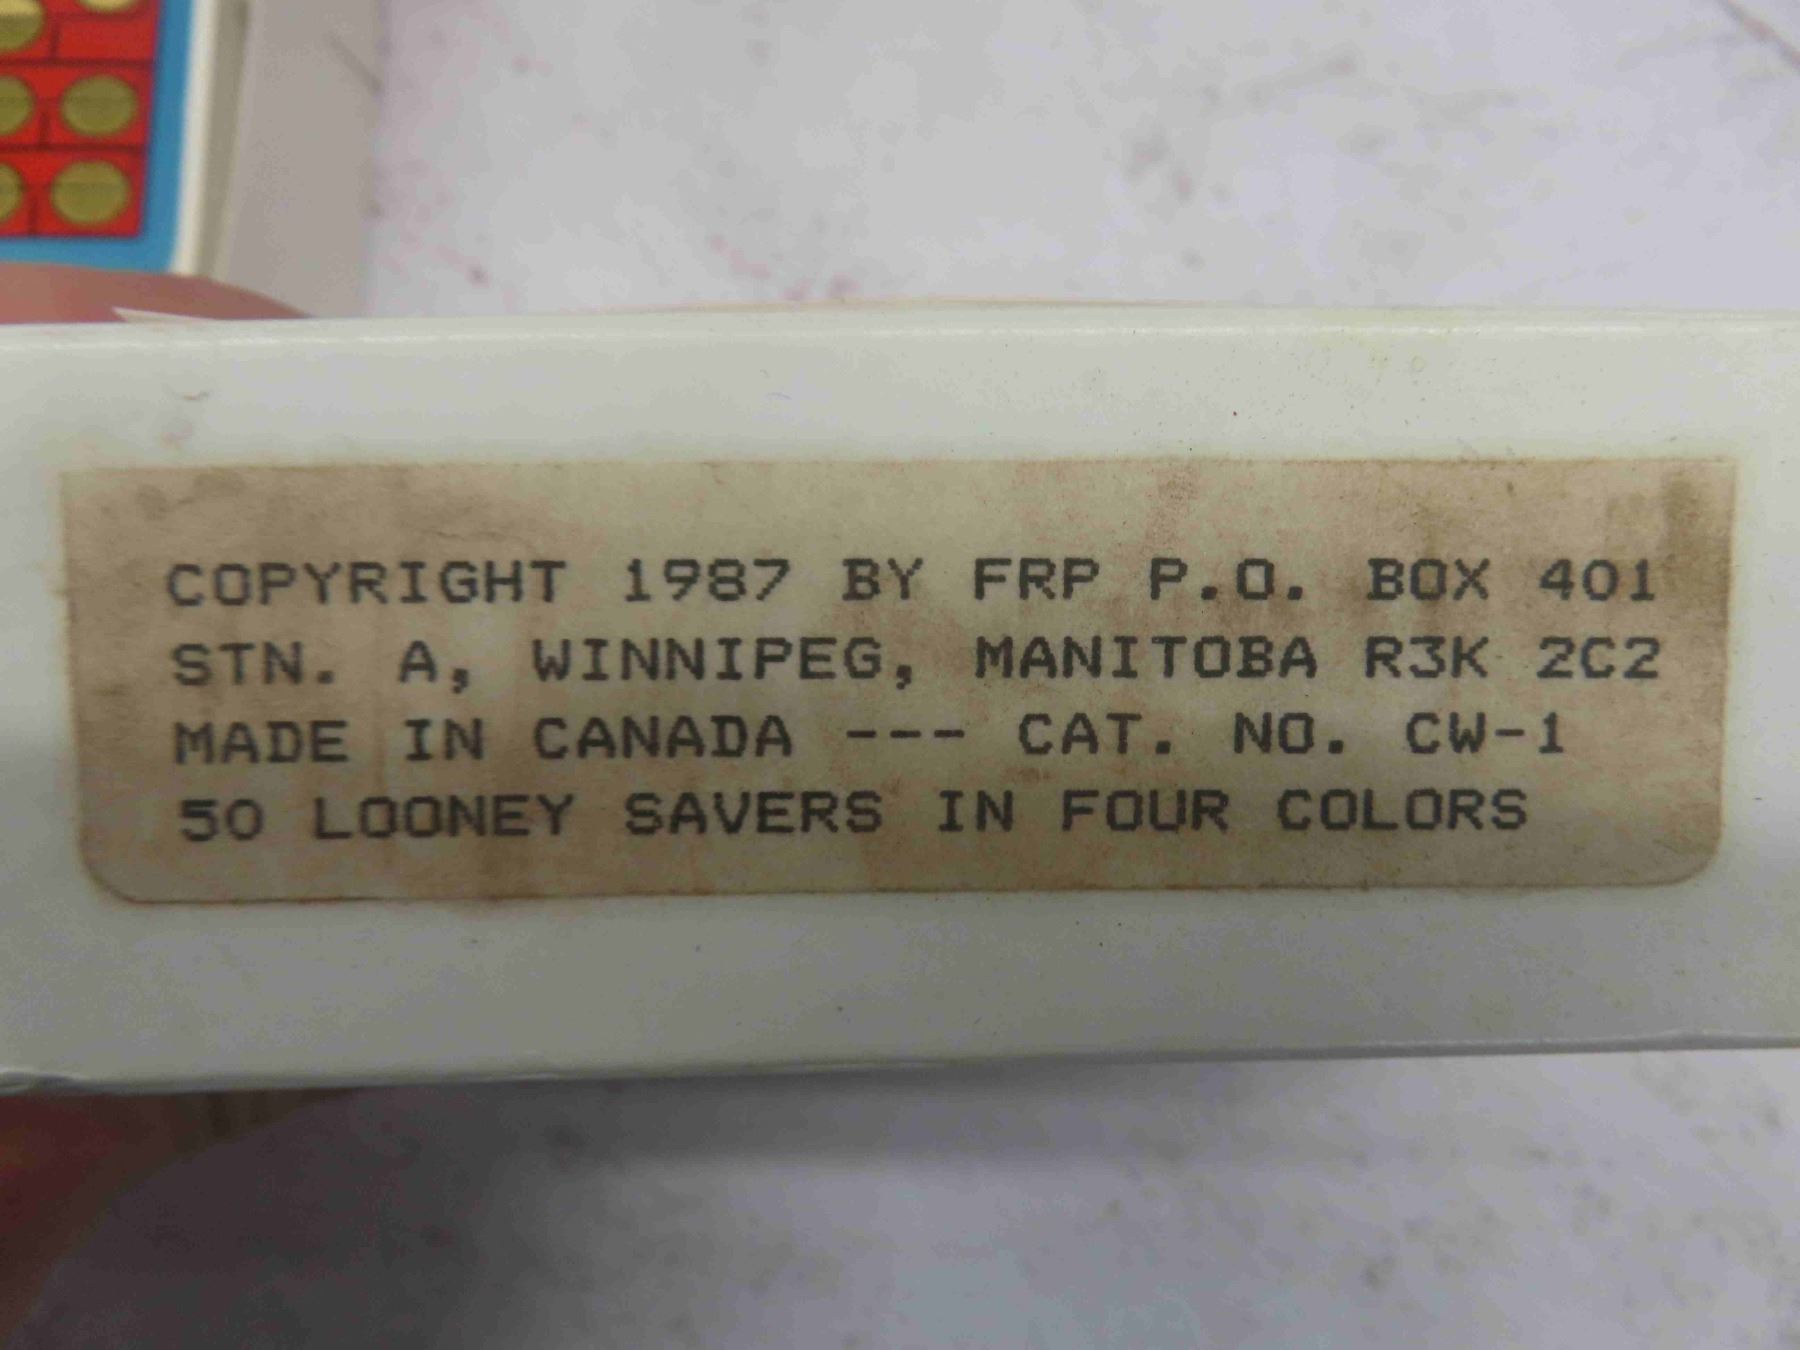 COPYRIGHT 1987 BY FRP P.O. BOX 401
STN. A, WINNIPEG, MANITOBA R3K 2C2
MADE IN CANADA --- CAT. NO. CW-1
50 LOONEY SAVERS IN FOUR COLORS